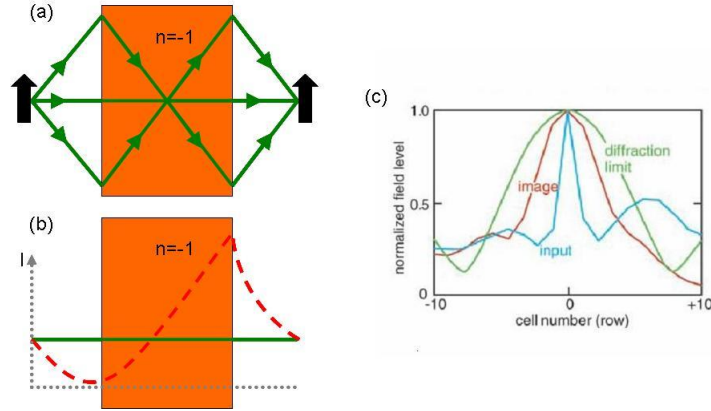 (a)
n=-1
(b)
n=-1
I
(c)
normalized field level
1.0
0.5
0
diffraction
limit
image
input
-10
0
+10
cell number (row)